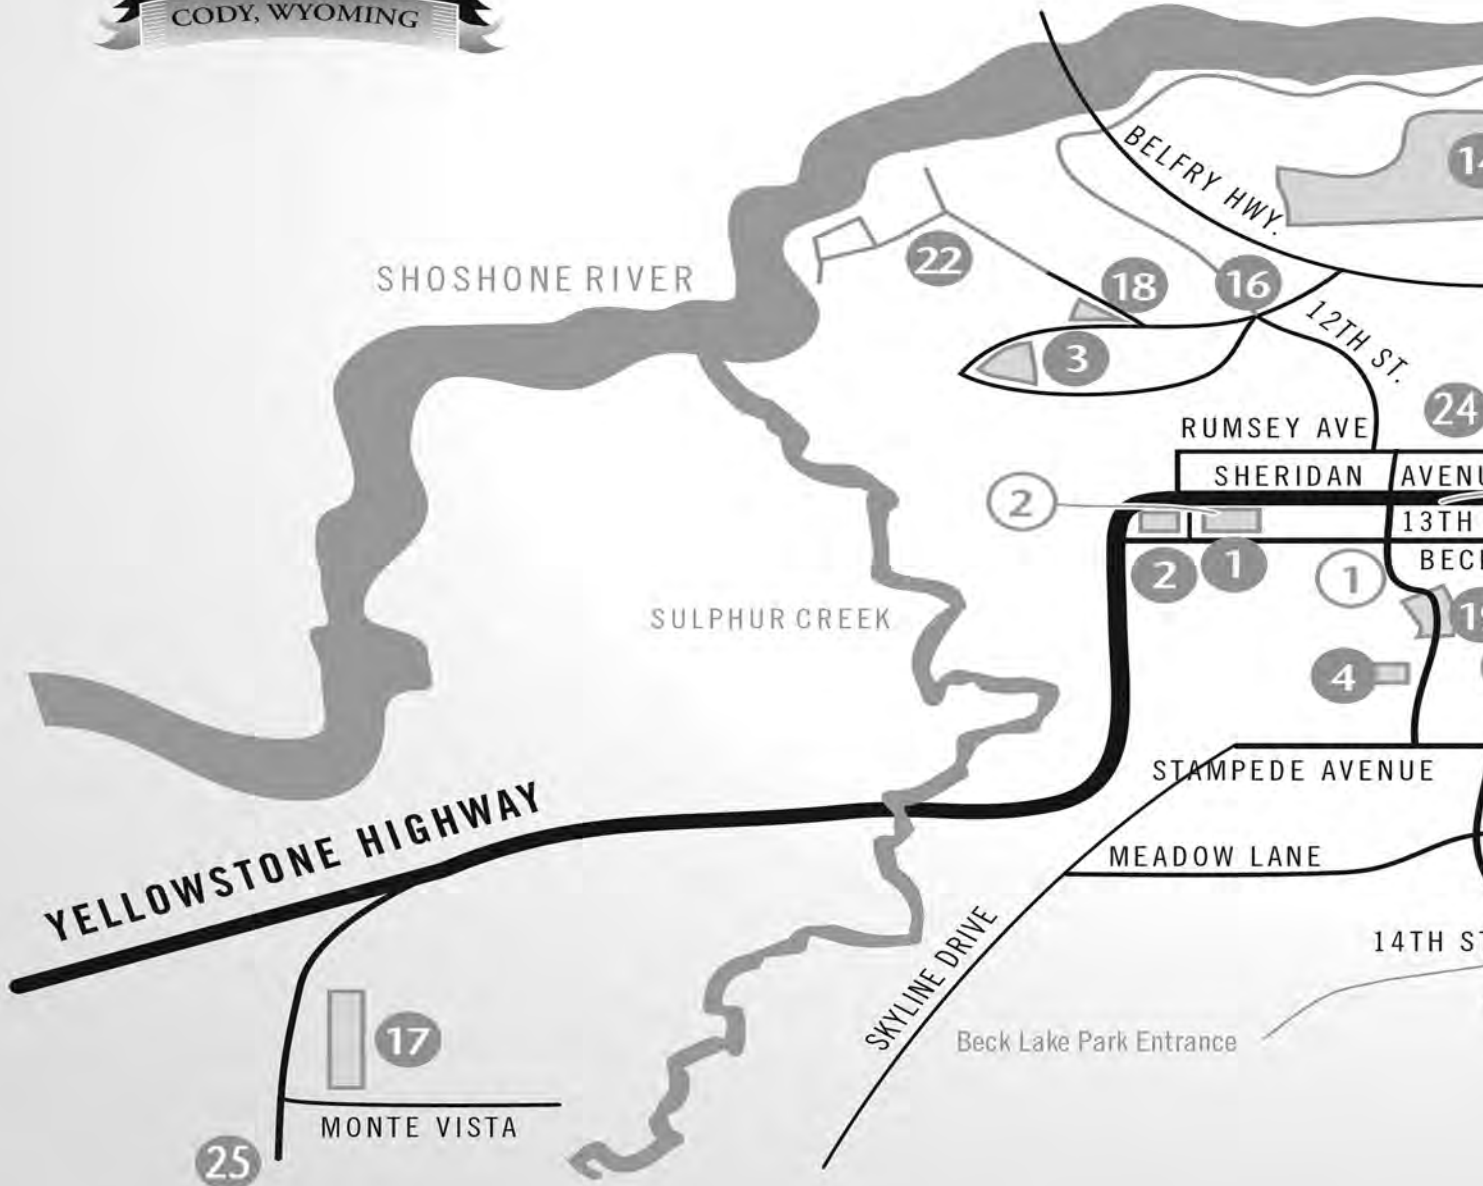 CODY, WYOMING
BELFRY HWY.
SHOSHONE RIVER
22
18
16
12TH ST.
3
24
RUMSEY AVE
SHERIDAN
2
13TH
2
1
1
SULPHUR CREEK
4
STAMPEDE AVENUE
YELLOWSTONE HIGHWAY
MEADOW LANE
SKYLINE DRIVE
14TH
Beck Lake Park Entrance
17
MONTE VISTA
25